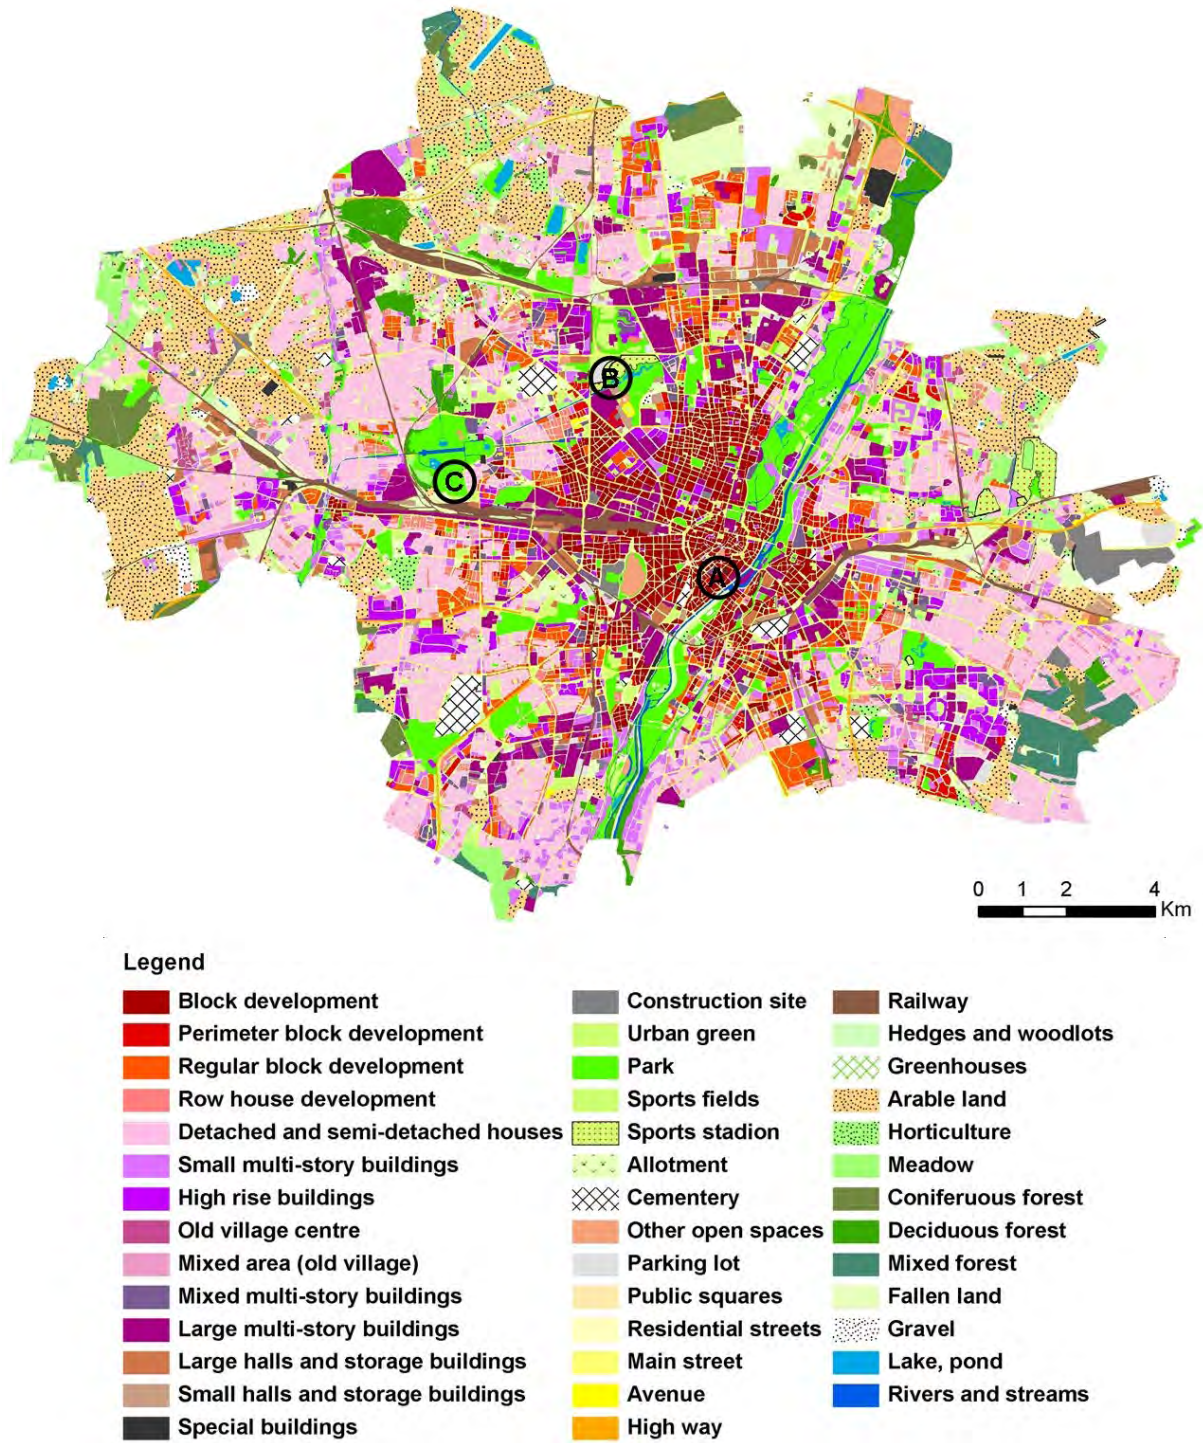 B
C
A
0 1 2 4
Km
Legend
Block development
Perimeter block development
Regular block development
Row house development
Detached and semi-detached houses
Small multi-story buildings
High rise buildings
Old village centre
Mixed area (old village)
Mixed multi-story buildings
Large multi-story buildings
Large halls and storage buildings
Small halls and storage buildings
Special buildings
Construction site
Urban green
Park
Sports fields
Sports stadion
Allotment
Cementery
Other open spaces
Parking lot
Public squares
Residential streets
Main street
Avenue
High way
Railway
Hedges and woodlots
Greenhouses
Arable land
Horticulture
Meadow
Coniferuous forest
Deciduous forest
Mixed forest
Fallen land
Gravel
Lake, pond
Rivers and streams